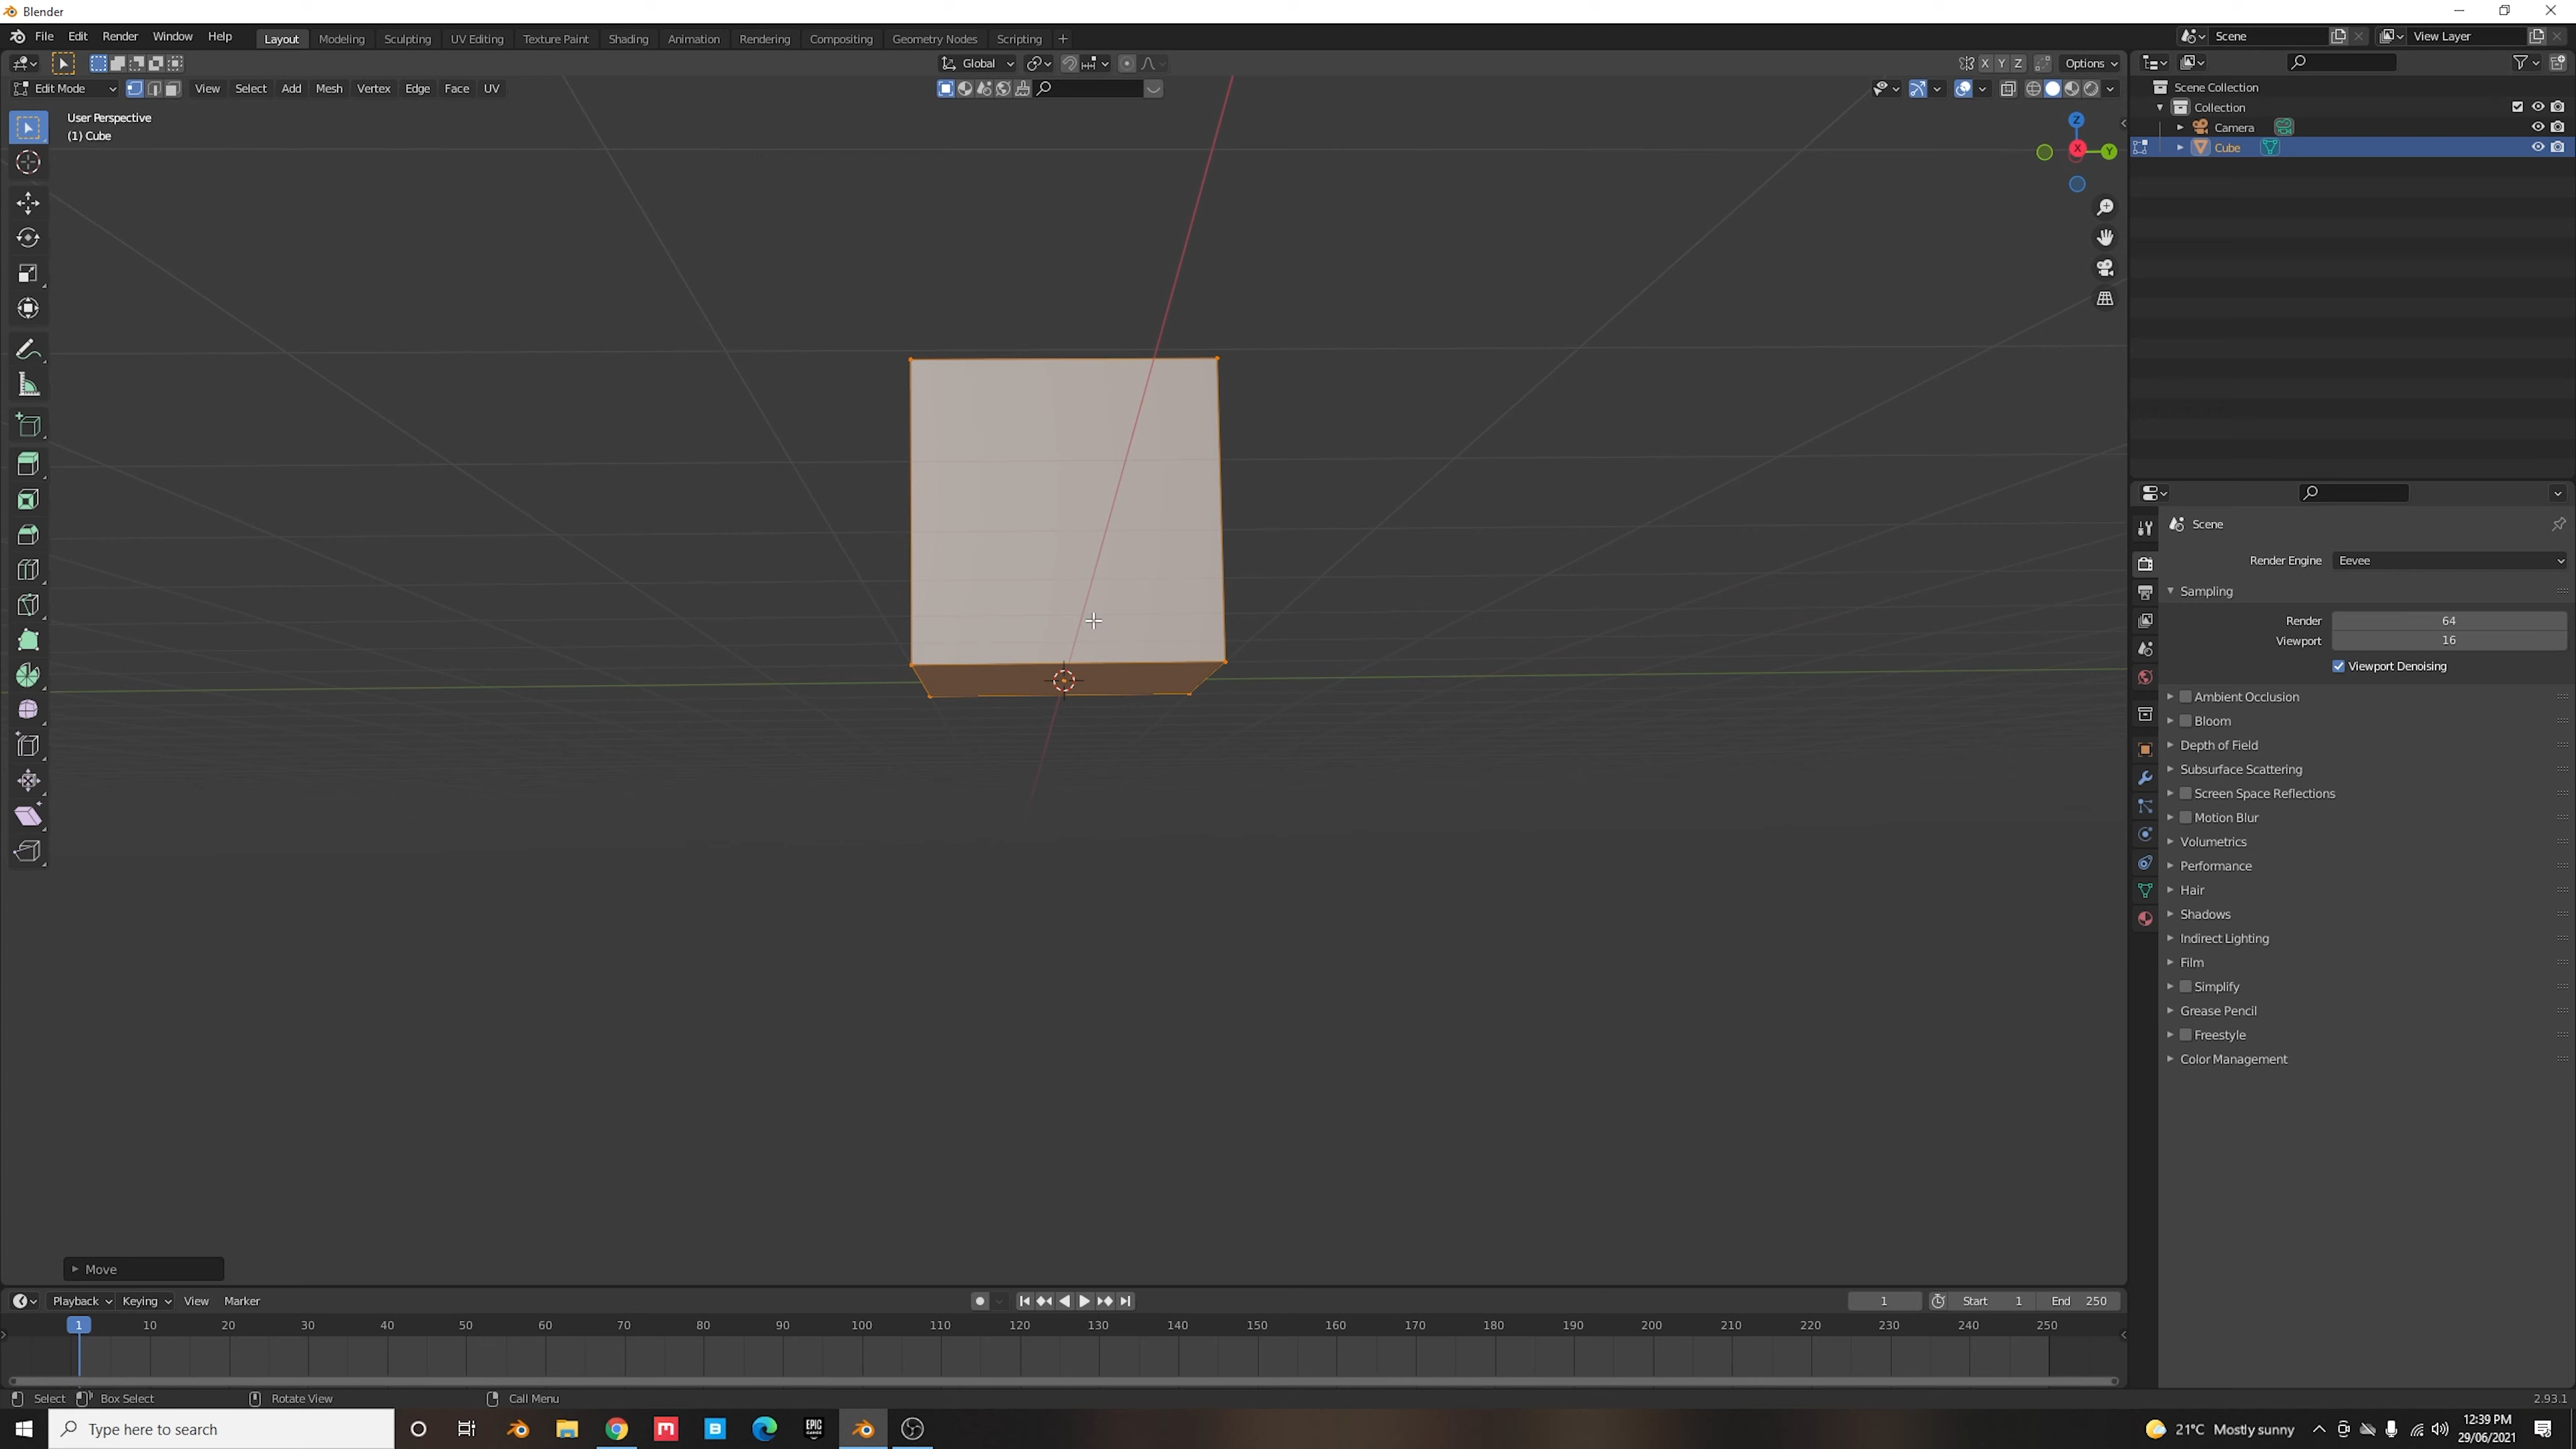 Blender
File Edit Render Window Help Layout Modeling Sculpting UV Editing Texture Paint Shading Animation Rendering Compositing Geometry Nodes Scripting + Scene View Layer
Global X Y Z Options
Edit Mode View Select Add Mesh Vertex Edge Face UV
User Perspective
(1) Cube
Z
X Y
Scene Collection
Collection
Camera
Cube
Scene
Render Engine Eevee
Sampling
Render 64
Viewport 16
Viewport Denoising
Ambient Occlusion
Bloom
Depth of Field
Subsurface Scattering
Screen Space Reflections
Motion Blur
Volumetrics
Performance
Hair
Shadows
Indirect Lighting
Film
Simplify
Grease Pencil
Freestyle
Color Management
Move
Playback Keying View Marker 1 Start 1 End 250
1 10 20 30 40 50 60 70 80 90 100 110 120 130 140 150 160 170 180 190 200 210 220 230 240 250
Select Box Select Rotate View Call Menu 2.93.1
Type here to search M B EPIC GAMES 21°C Mostly sunny 12:39 PM
29/06/2021